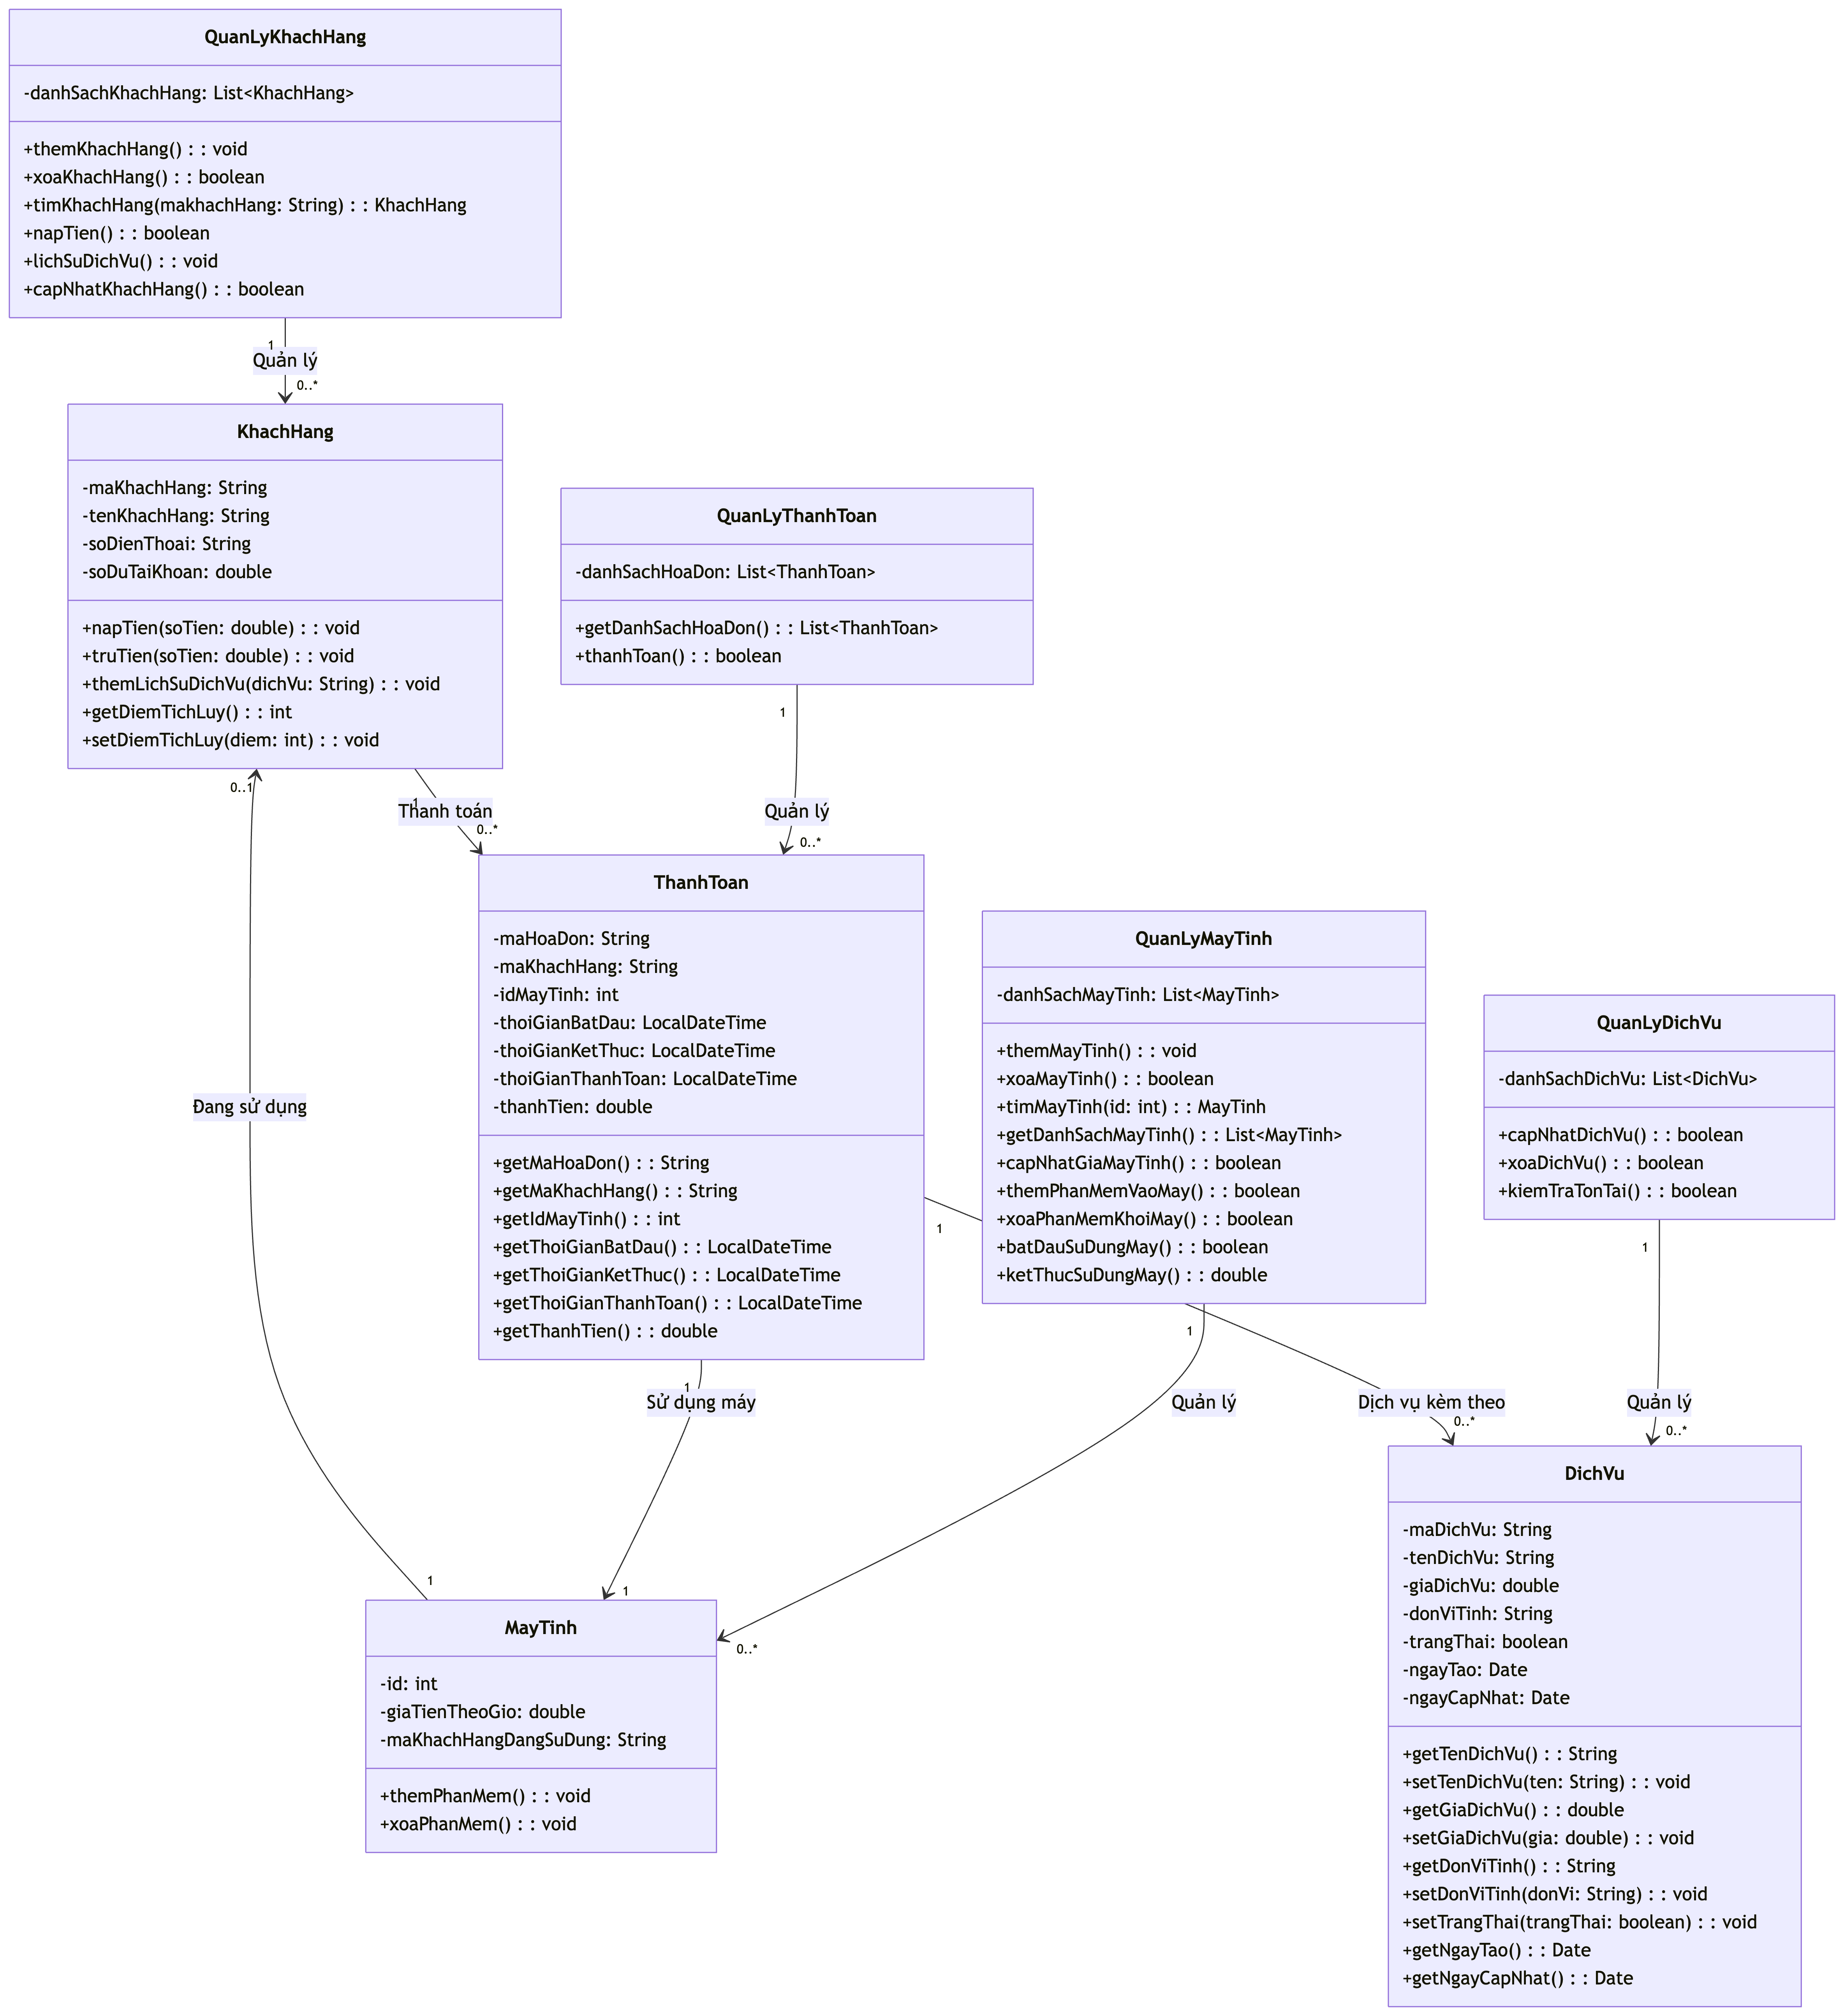 QuanLyKhachHang
-danhSachKhachHang: List<KhachHang>
+themKhachHang() : : void
+xoaKhachHang() : : boolean
+timKhachHang(makhachHang: String) : : KhachHang
+napTien() : : boolean
+lichSuDichVu() : : void
+capNhatKhachHang() : : boolean
1
Quản lý
0..*
KhachHang
-maKhachHang: String
-tenKhachHang: String
-soDienThoai: String
-soDuTaiKhoan: double
+napTien(soTien: double) : : void
+truTien(soTien: double) : : void
+themLichSuDichVu(dichVu: String) : : void
+getDiemTichLuy() : : int
+setDiemTichLuy(diem: int) : : void
QuanLyThanhToan
-danhSachHoaDon: List<ThanhToan>
+getDanhSachHoaDon() : : List<ThanhToan>
+thanhToan() : : boolean
0..1
1
Thanh toán
0..*
1
Quản lý
0..*
ThanhToan
-maHoaDon: String
-maKhachHang: String
-idMayTinh: int
-thoiGianBatDau: LocalDateTime
-thoiGianKetThuc: LocalDateTime
-thoiGianThanhToan: LocalDateTime
-thanhTien: double
+getMaHoaDon() : : String
+getMaKhachHang() : : String
+getIdMayTinh() : : int
+getThoiGianBatDau() : : LocalDateTime
+getThoiGianKetThuc() : : LocalDateTime
+getThoiGianThanhToan() : : LocalDateTime
+getThanhTien() : : double
QuanLyMayTinh
-danhSachMayTinh: List<MayTinh>
+themMayTinh() : : void
+xoaMayTinh() : : boolean
+timMayTinh(id: int) : : MayTinh
+getDanhSachMayTinh() : : List<MayTinh>
+capNhatGiaMayTinh() : : boolean
+themPhanMemVaoMay() : : boolean
+xoaPhanMemKhoiMay() : : boolean
+batDauSuDungMay() : : boolean
+ketThucSuDungMay() : : double
QuanLyDichVu
-danhSachDichVu: List<DichVu>
+capNhatDichVu() : : boolean
+xoaDichVu() : : boolean
+kiemTraTonTai() : : boolean
Đang sử dụng
1
1
Sử dụng máy
1
1
Quản lý
0..*
1
Dịch vụ kèm theo
0..*
1
Quản lý
0..*
MayTinh
-id: int
-giaTienTheoGio: double
-maKhachHangDangSuDung: String
+themPhanMem() : : void
+xoaPhanMem() : : void
DichVu
-maDichVu: String
-tenDichVu: String
-giaDichVu: double
-donViTinh: String
-trangThai: boolean
-ngayTao: Date
-ngayCapNhat: Date
+getTenDichVu() : : String
+setTenDichVu(ten: String) : : void
+getGiaDichVu() : : double
+setGiaDichVu(gia: double) : : void
+getDonViTinh() : : String
+setDonViTinh(donVi: String) : : void
+setTrangThai(trangThai: boolean) : : void
+getNgayTao() : : Date
+getNgayCapNhat() : : Date